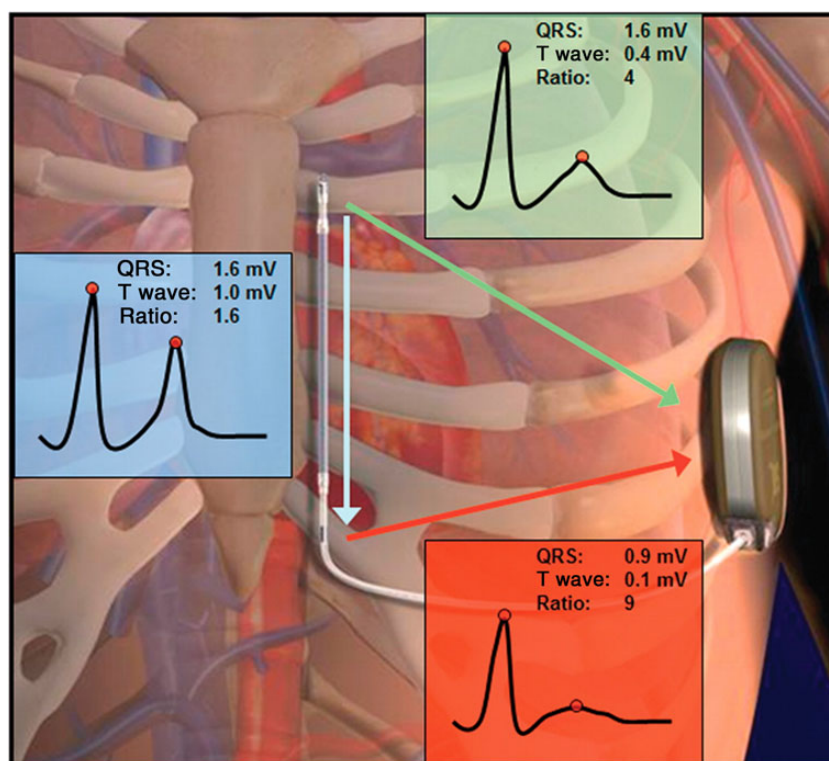 QRS: 1.6 mV
T wave: 0.4 mV
Ratio: 4
QRS: 1.6 mV
T wave: 1.0 mV
Ratio: 1.6
QRS: 0.9 mV
T wave: 0.1 mV
Ratio: 9